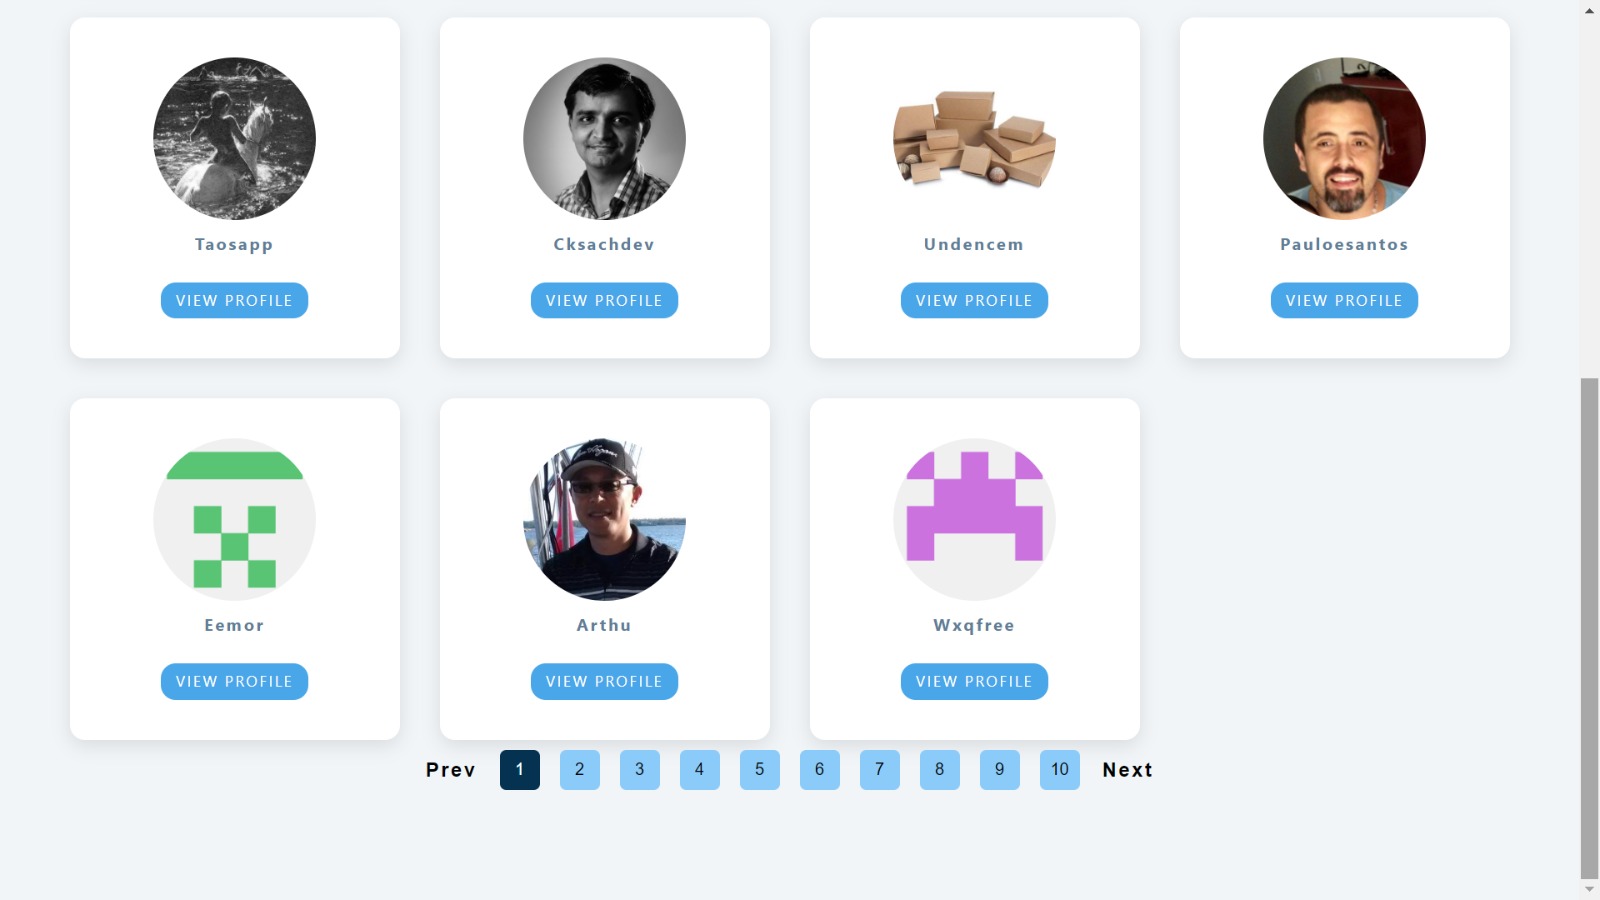 Taosapp
Cksachdev
Undencem
Pauloesantos
VIEW PROFILE
VIEW PROFILE
VIEW PROFILE
VIEW PROFILE
Eemor
Arthu
Wxqfree
VIEW PROFILE
VIEW PROFILE
VIEW PROFILE
Prev 1 2 3 4 5 6 7 8 9 10 Next